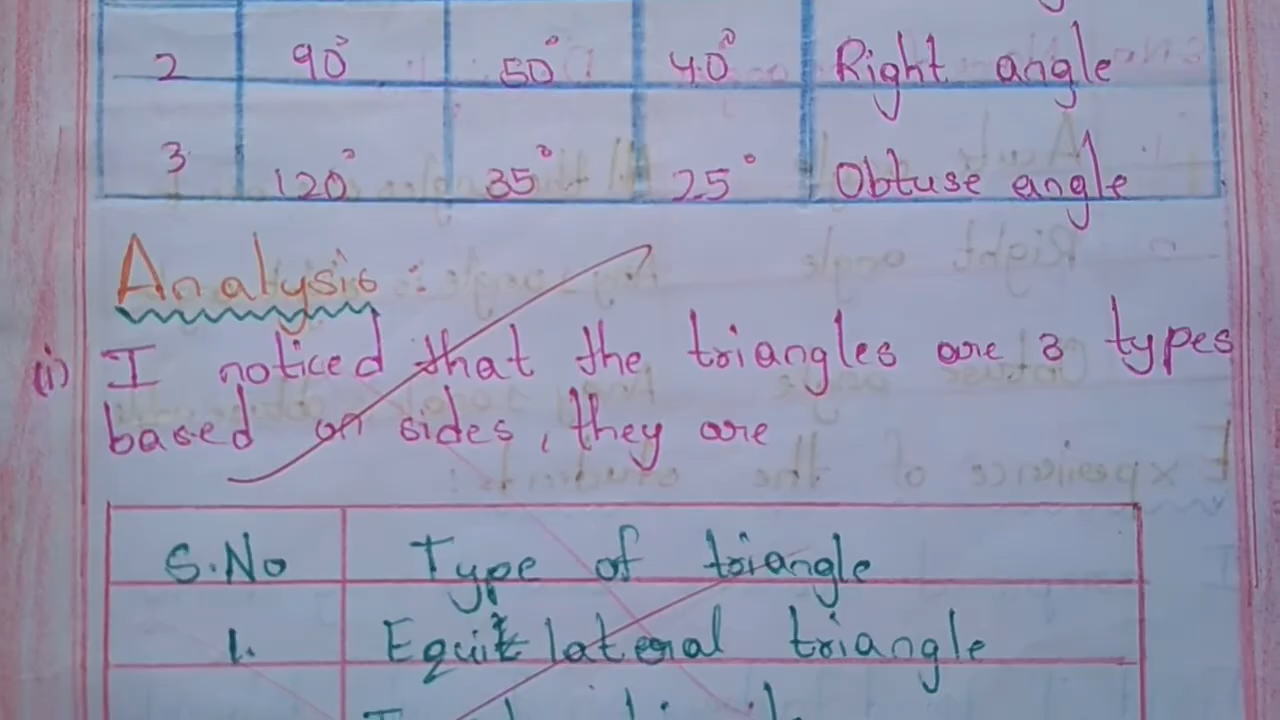 2 90° 50° 40° Right angle
3 120° 35° 25° Obtuse angle
Analysis :
(i) I noticed that the triangles are 3 types
based on sides, they are
S.No Type of triangle
1. Equilateral triangle